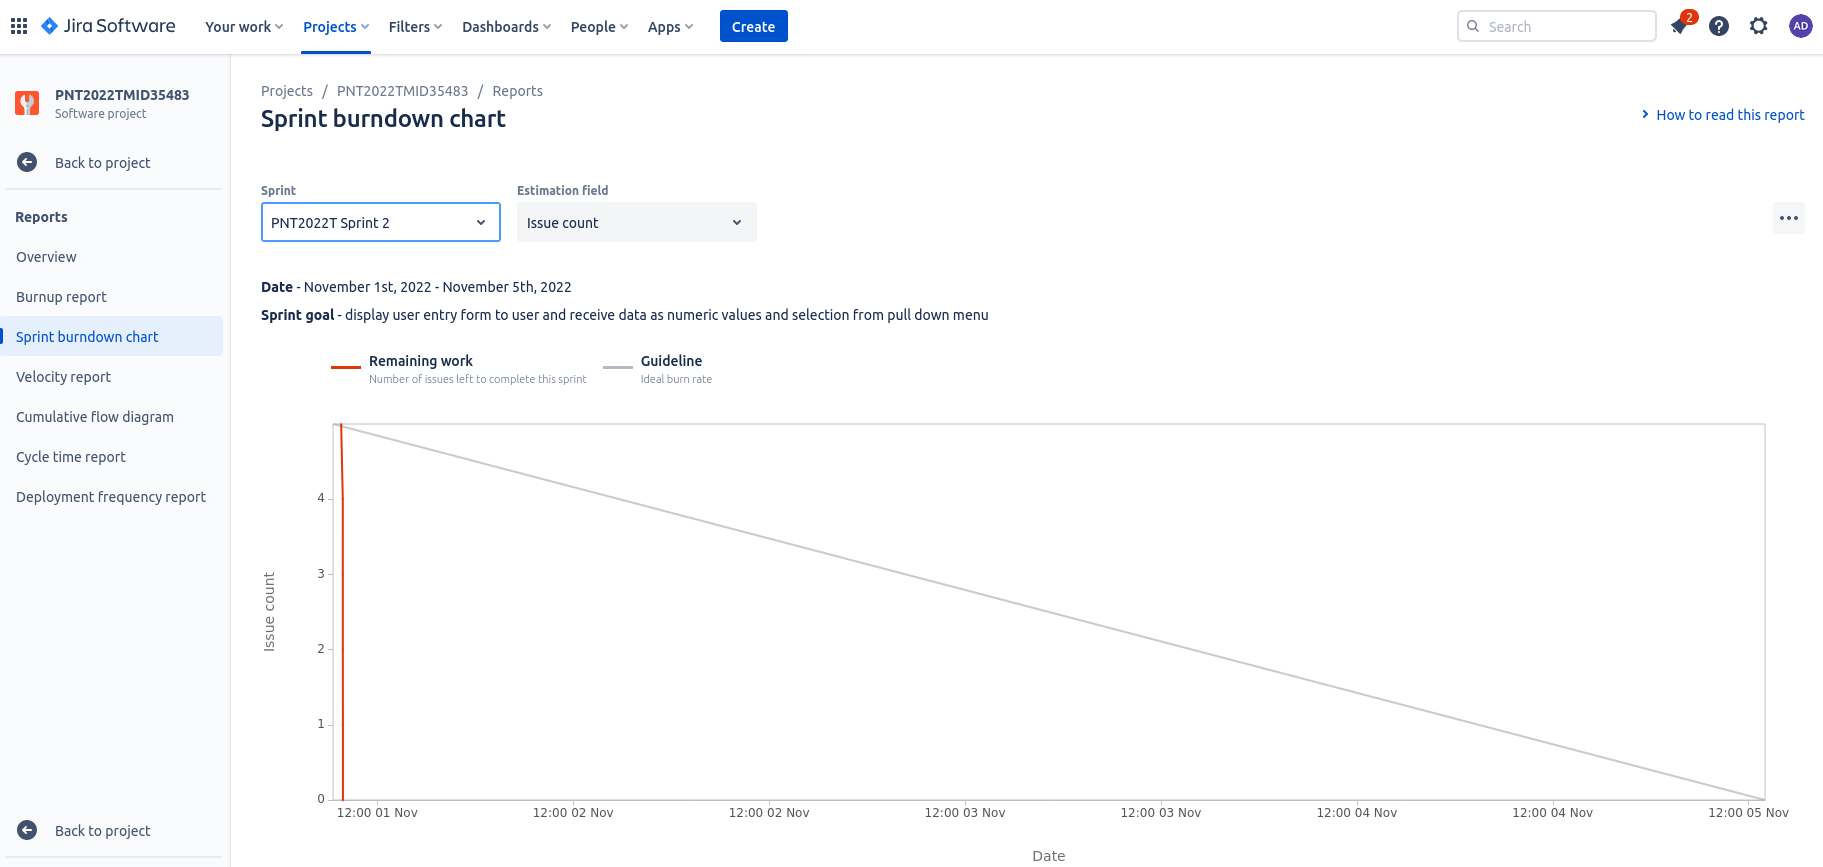 Jira Software Your work Projects Filters Dashboards People Apps Create Search 2 AD
PNT2022TMID35483
Software project
Back to project
Reports
Overview
Burnup report
Sprint burndown chart
Velocity report
Cumulative flow diagram
Cycle time report
Deployment frequency report
Back to project
Projects / PNT2022TMID35483 / Reports
Sprint burndown chart
How to read this report
Sprint Estimation field
PNT2022T Sprint 2 Issue count
Date - November 1st, 2022 - November 5th, 2022
Sprint goal - display user entry form to user and receive data as numeric values and selection from pull down menu
Remaining work Guideline
Number of issues left to complete this sprint Ideal burn rate
4
3
2
1
0
Issue count
12:00 01 Nov 12:00 02 Nov 12:00 02 Nov 12:00 03 Nov 12:00 03 Nov 12:00 04 Nov 12:00 04 Nov 12:00 05 Nov
Date